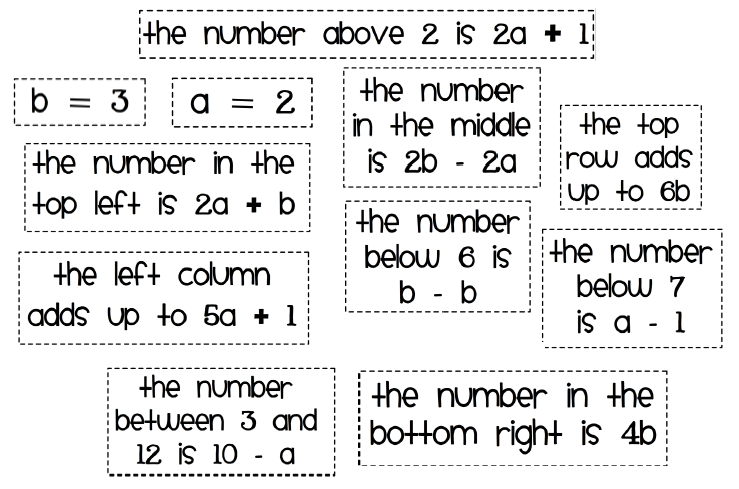 the number above 2 is 2a + 1
b = 3
a = 2
the number
in the middle
is 2b - 2a
the top
row adds
up to 6b
the number in the
top left is 2a + b
the number
below 6 is
b - b
the number
below 7
is a - 1
the left column
adds up to 5a + 1
the number
between 3 and
12 is 10 - a
the number in the
bottom right is 4b